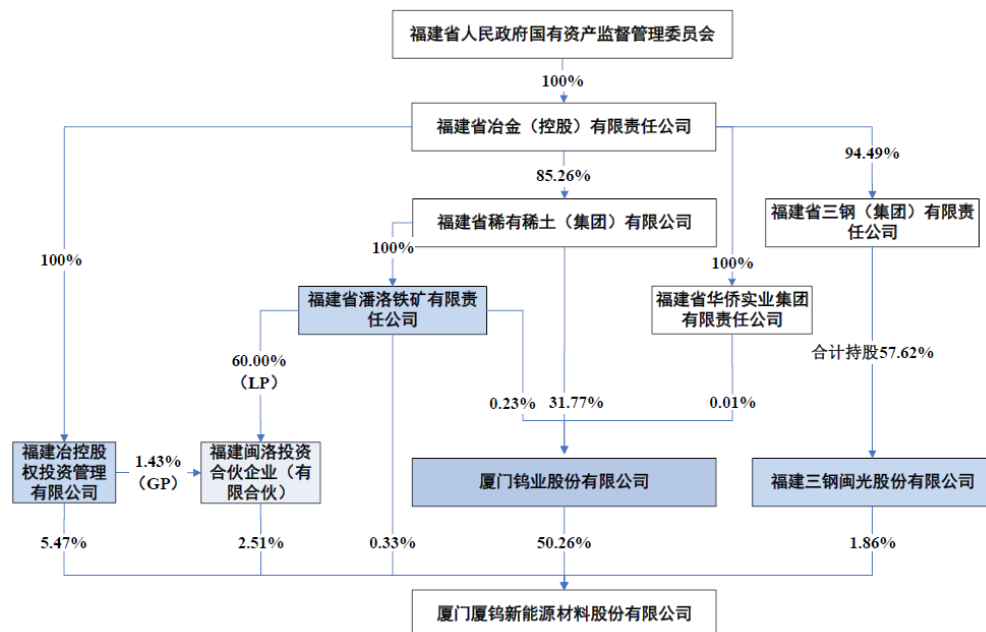 福建省人民政府国有资产监督管理委员会
100%
福建省冶金（控股）有限责任公司
85.26%
94.49%
福建省稀有稀土（集团）有限公司
福建省三钢（集团）有限责
任公司
100%
100%
100%
福建省潘洛铁矿有限责
任公司
福建省华侨实业集团
有限责任公司
60.00%
（LP）
合计持股57.62%
0.23%
31.77%
0.01%
福建冶控股
权投资管理
有限公司
1.43%
（GP）
福建闽洛投资
合伙企业（有
限合伙）
厦门钨业股份有限公司
福建三钢闽光股份有限公司
5.47%
2.51%
0.33%
50.26%
1.86%
厦门厦钨新能源材料股份有限公司